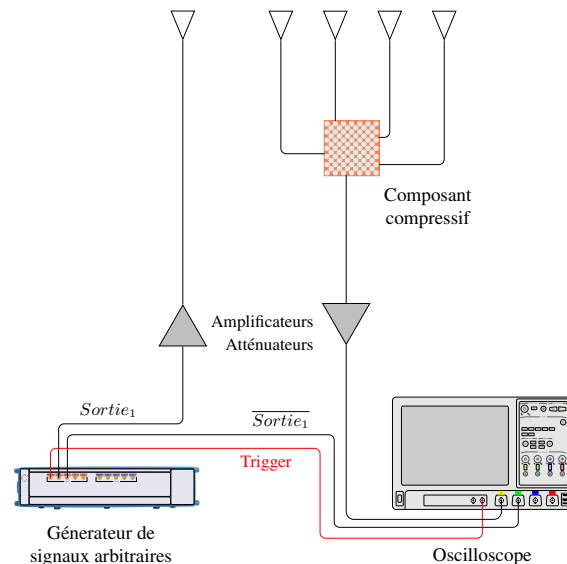 Composant
compressif
Amplificateurs
Atténuateurs
Sortie₁
Sortie₁
Trigger
Génerateur de
signaux arbitraires
Oscilloscope